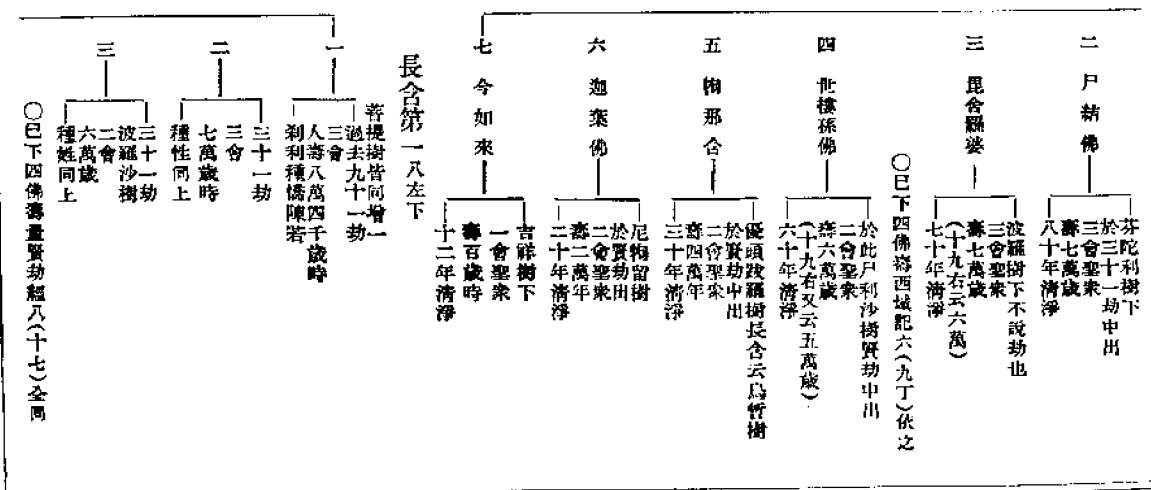 二 尸結佛
芬陀利樹下
於三十一劫中出
三會聖衆
壽七萬歲
八十年淸淨
三 毘舍羅婆
波羅樹下不說劫也
三會聖衆
壽七萬歲
(十九右云六萬)
七十年淸淨
〇已下四佛壽西域記六(九丁)依之
四 世樓孫佛
於此尸利沙樹賢劫中出
二會聖衆
壽六萬歲
(十九右又云五萬歲)
六十年淸淨
五 拘那含
優頭跋羅樹長含云烏暫樹
於賢劫中出
二會聖衆
壽四萬年
三十年淸淨
六 迦葉佛
尼拘留樹
於賢劫出
二會聖衆
壽二萬年
二十年淸淨
七 今如來
吉祥樹下
一會聖衆
壽百歲時
十二年淸淨
長含第一八左下
一
菩提樹皆同增一
過去九十一劫
三會
人壽八萬四千歲時
刹利種憍陳若
二
三十一劫
三會
七萬歲時
種性同上
三
三十一劫
波羅沙樹
二會
六萬歲
種姓同上
〇已下四佛壽量賢劫經八(十七)全同